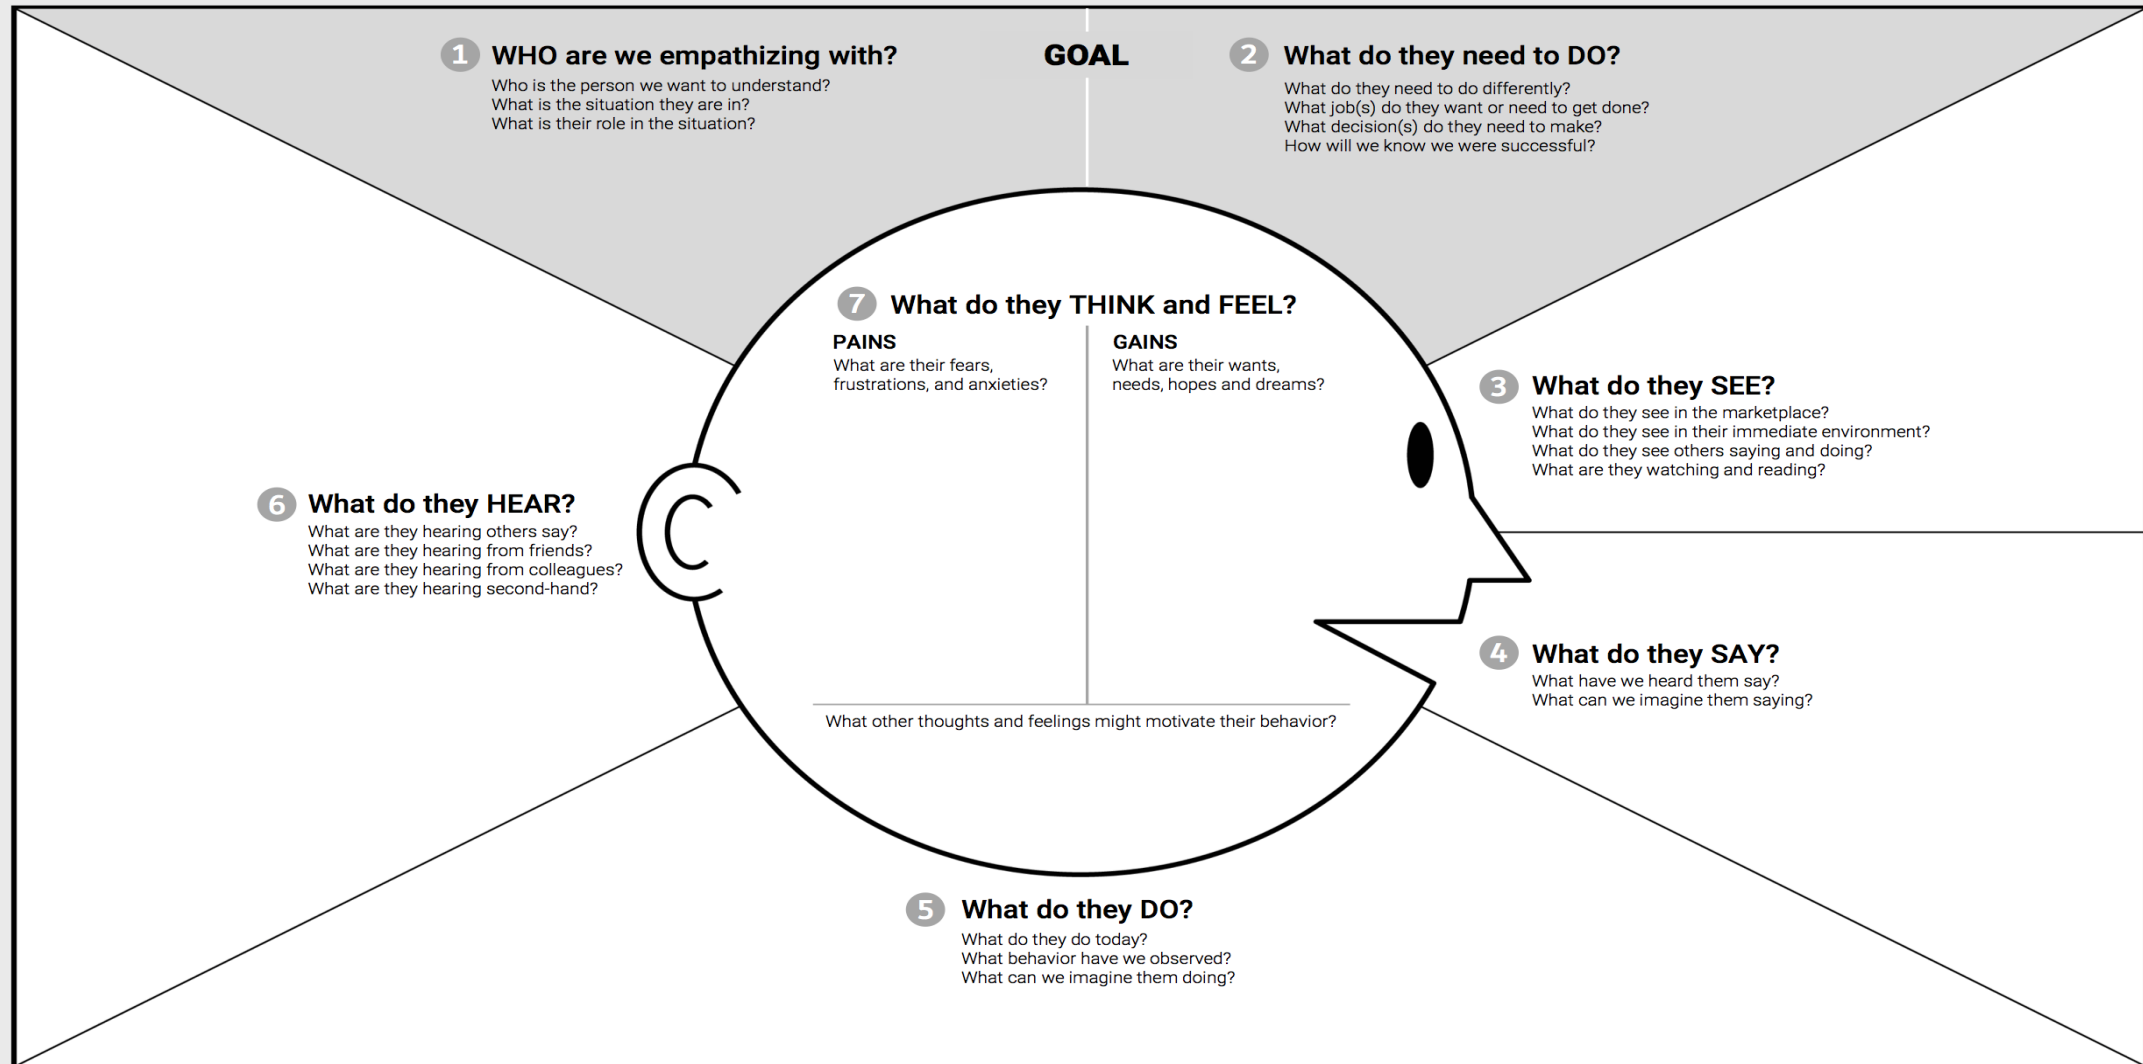 GOAL
1 WHO are we empathizing with?
Who is the person we want to understand?
What is the situation they are in?
What is their role in the situation?
2 What do they need to DO?
What do they need to do differently?
What job(s) do they want or need to get done?
What decision(s) do they need to make?
How will we know we were successful?
3 What do they SEE?
What do they see in the marketplace?
What do they see in their immediate environment?
What do they see others saying and doing?
What are they watching and reading?
4 What do they SAY?
What have we heard them say?
What can we imagine them saying?
5 What do they DO?
What do they do today?
What behavior have we observed?
What can we imagine them doing?
6 What do they HEAR?
What are they hearing others say?
What are they hearing from friends?
What are they hearing from colleagues?
What are they hearing second-hand?
7 What do they THINK and FEEL?
PAINS
What are their fears,
frustrations, and anxieties?
GAINS
What are their wants,
needs, hopes and dreams?
What other thoughts and feelings might motivate their behavior?